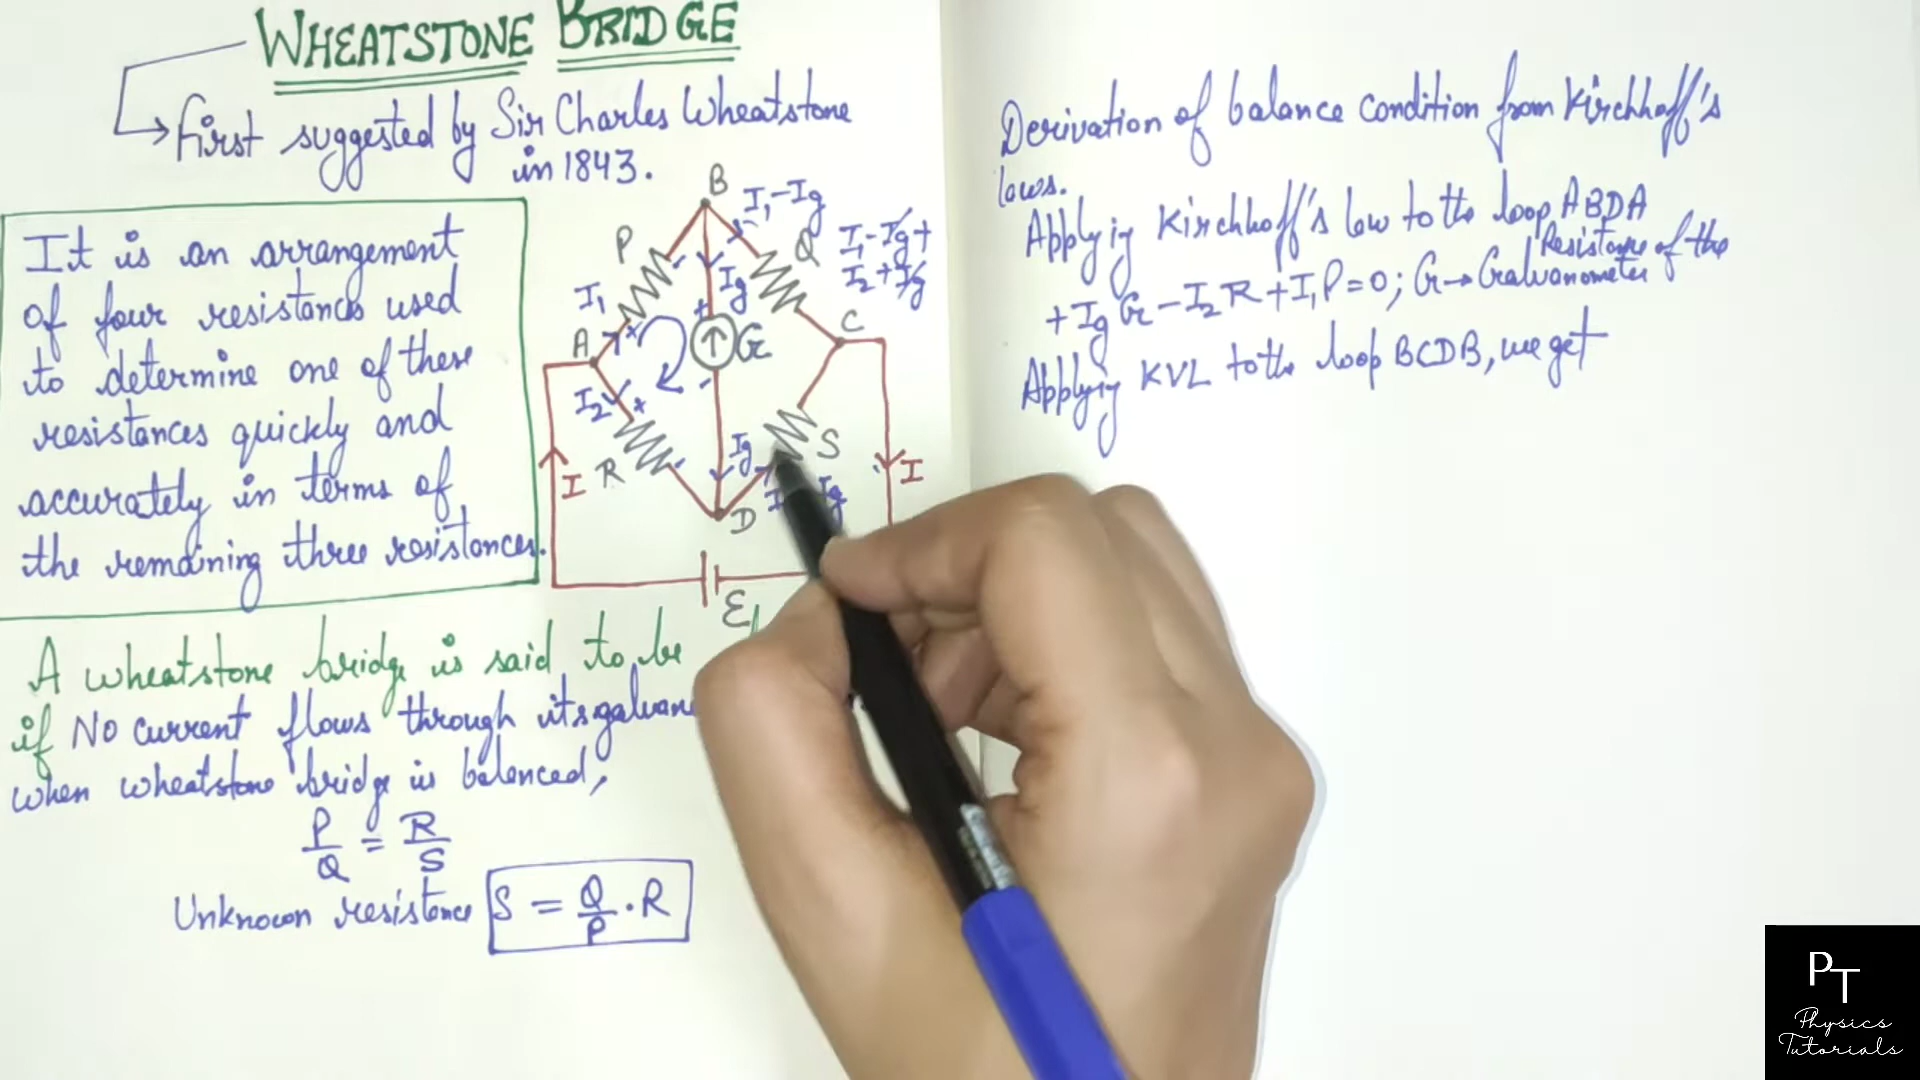 WHEATSTONE BRIDGE
First suggested by Sir Charles Wheatstone
in 1843.
It is an arrangement
of four resistances used
to determine one of these
resistances quickly and
accurately in terms of
the remaining three resistances.
B
I₁-Ig
P
Q
I₁-Ig+
I₂+Ig
I₁
Ig
A
G
C
I₂
R
Ig
S
I
I
D
Ig
ε
A wheatstone bridge is said to be
if No current flows through its
when wheatstone bridge is balanced,
P/Q = R/S
Unknown resistance S = Q/P . R
Derivation of balance condition from Kirchhoff's
laws.
Applying Kirchhoff's law to the loop ABDA
+IgG-I₂R+I₁P=0; G→Galvanometer
Resistance of the
Applying KVL to the loop BCDB, we get
PT
Physics
Tutorials